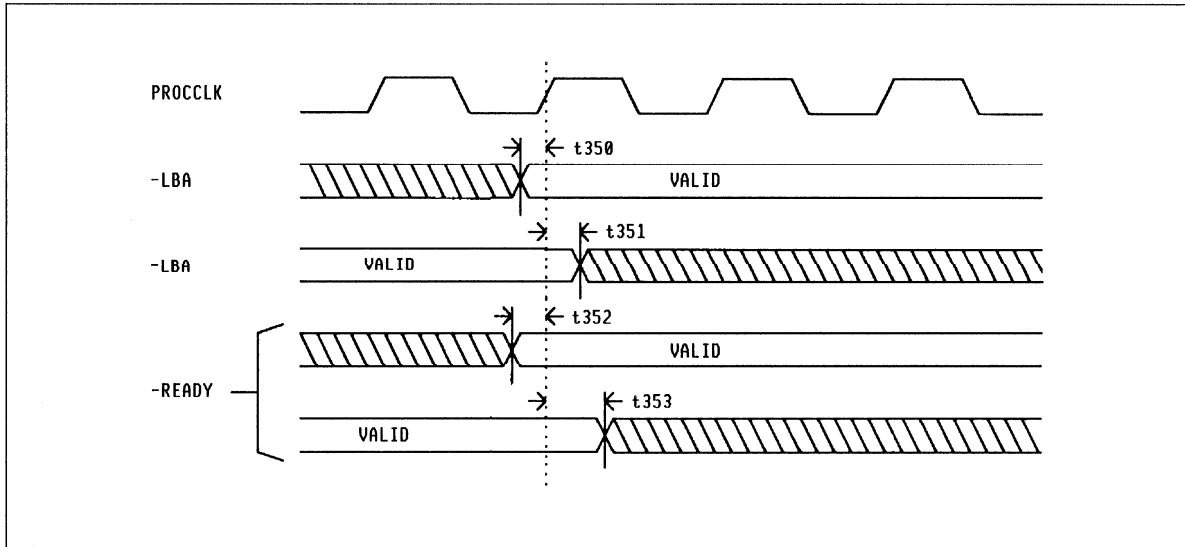 PROCCLK
t350
-LBA VALID
t351
-LBA VALID
t352
VALID
-READY
t353
VALID